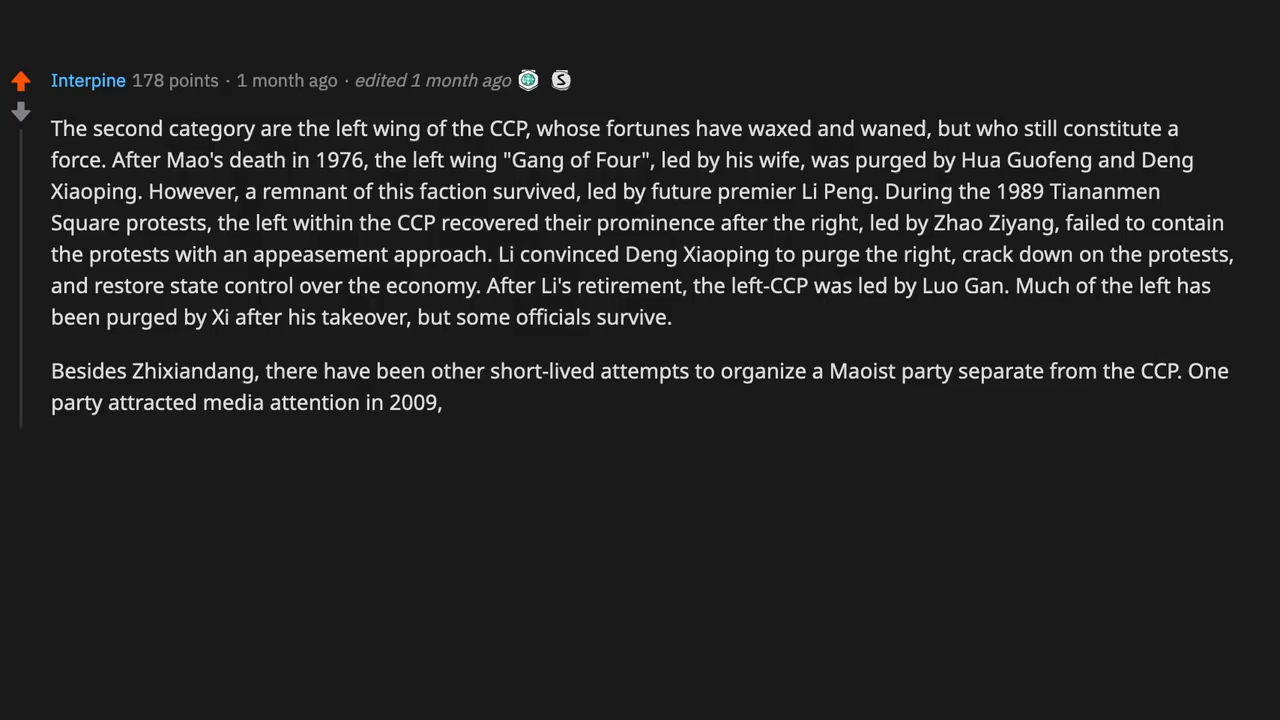 Interpine 178 points · 1 month ago · edited 1 month ago
The second category are the left wing of the CCP, whose fortunes have waxed and waned, but who still constitute a
force. After Mao's death in 1976, the left wing "Gang of Four", led by his wife, was purged by Hua Guofeng and Deng
Xiaoping. However, a remnant of this faction survived, led by future premier Li Peng. During the 1989 Tiananmen
Square protests, the left within the CCP recovered their prominence after the right, led by Zhao Ziyang, failed to contain
the protests with an appeasement approach. Li convinced Deng Xiaoping to purge the right, crack down on the protests,
and restore state control over the economy. After Li's retirement, the left-CCP was led by Luo Gan. Much of the left has
been purged by Xi after his takeover, but some officials survive.
Besides Zhixiandang, there have been other short-lived attempts to organize a Maoist party separate from the CCP. One
party attracted media attention in 2009,